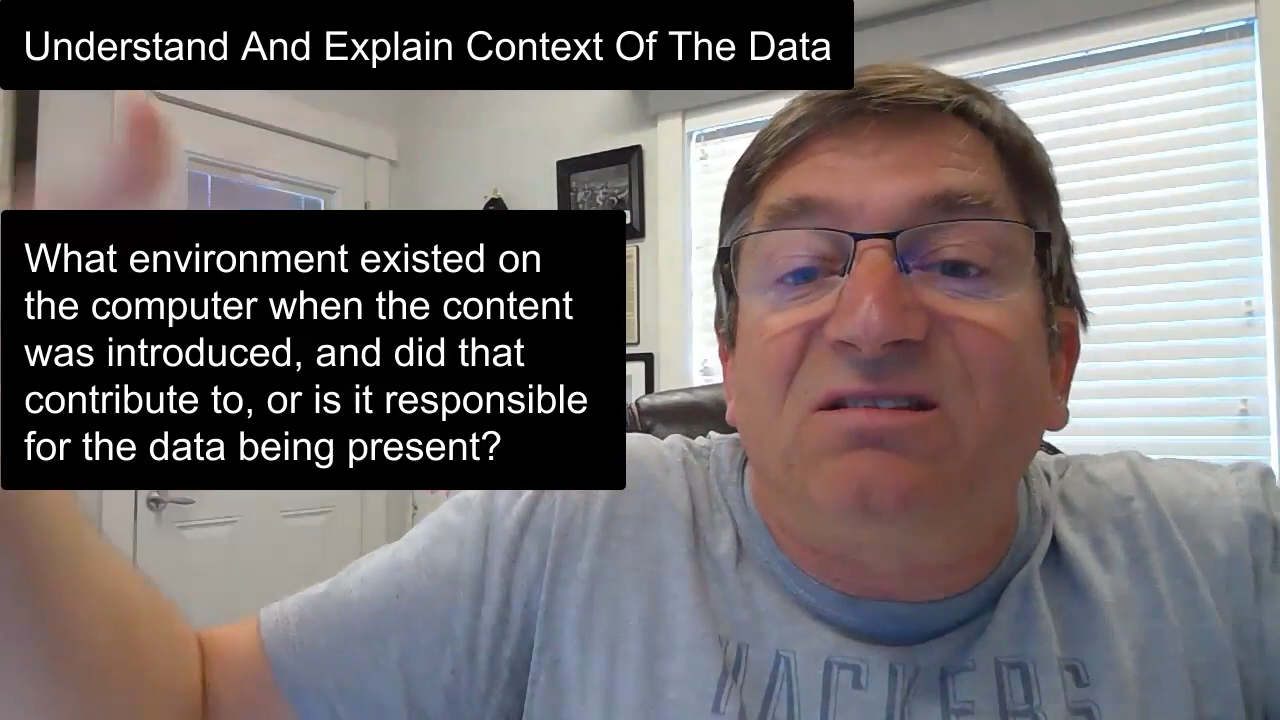 Understand And Explain Context Of The Data
What environment existed on
the computer when the content
was introduced, and did that
contribute to, or is it responsible
for the data being present?